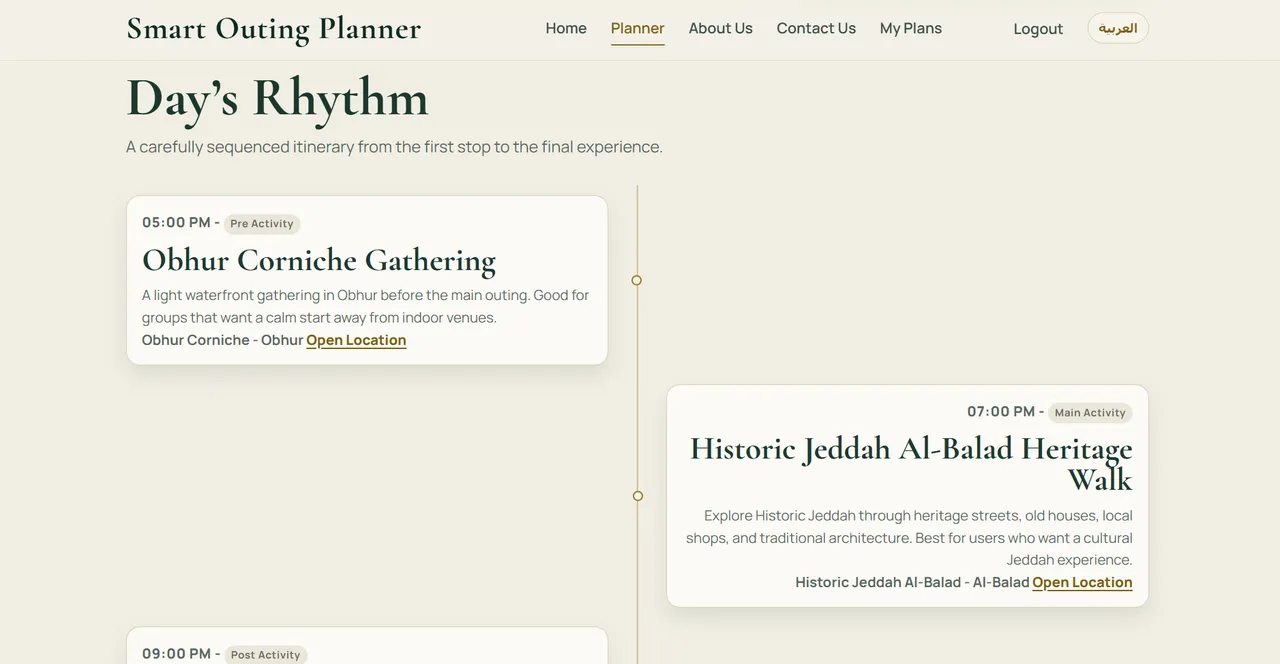 Smart Outing Planner
Home Planner About Us Contact Us My Plans Logout العربية
Day’s Rhythm
A carefully sequenced itinerary from the first stop to the final experience.
05:00 PM - Pre Activity
Obhur Corniche Gathering
A light waterfront gathering in Obhur before the main outing. Good for
groups that want a calm start away from indoor venues.
Obhur Corniche - Obhur Open Location
07:00 PM - Main Activity
Historic Jeddah Al-Balad Heritage
Walk
Explore Historic Jeddah through heritage streets, old houses, local
shops, and traditional architecture. Best for users who want a cultural
Jeddah experience.
Historic Jeddah Al-Balad - Al-Balad Open Location
09:00 PM - Post Activity